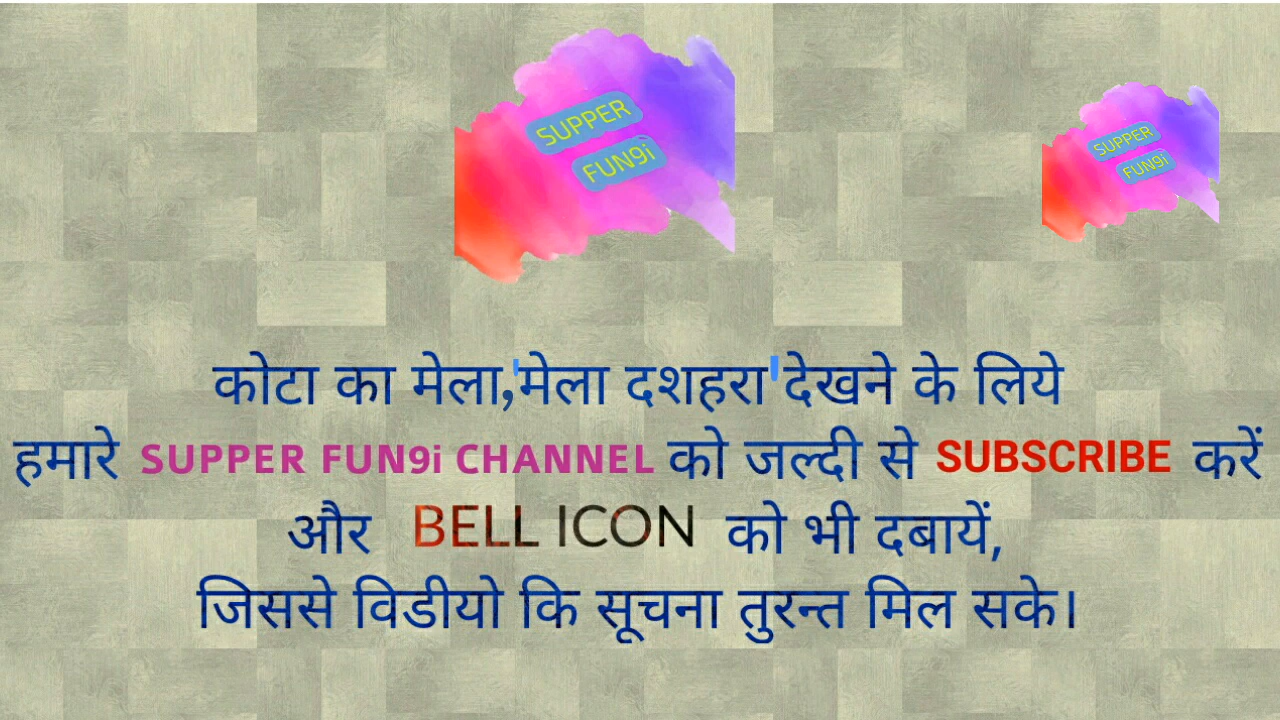 SUPPER
FUN9i
SUPPER
FUN9i
कोटा का मेला,'मेला दशहरा'देखने के लिये
हमारे SUPPER FUN9i CHANNEL को जल्दी से SUBSCRIBE करें
और BELL ICON को भी दबायें,
जिससे विडीयो कि सूचना तुरन्त मिल सके।